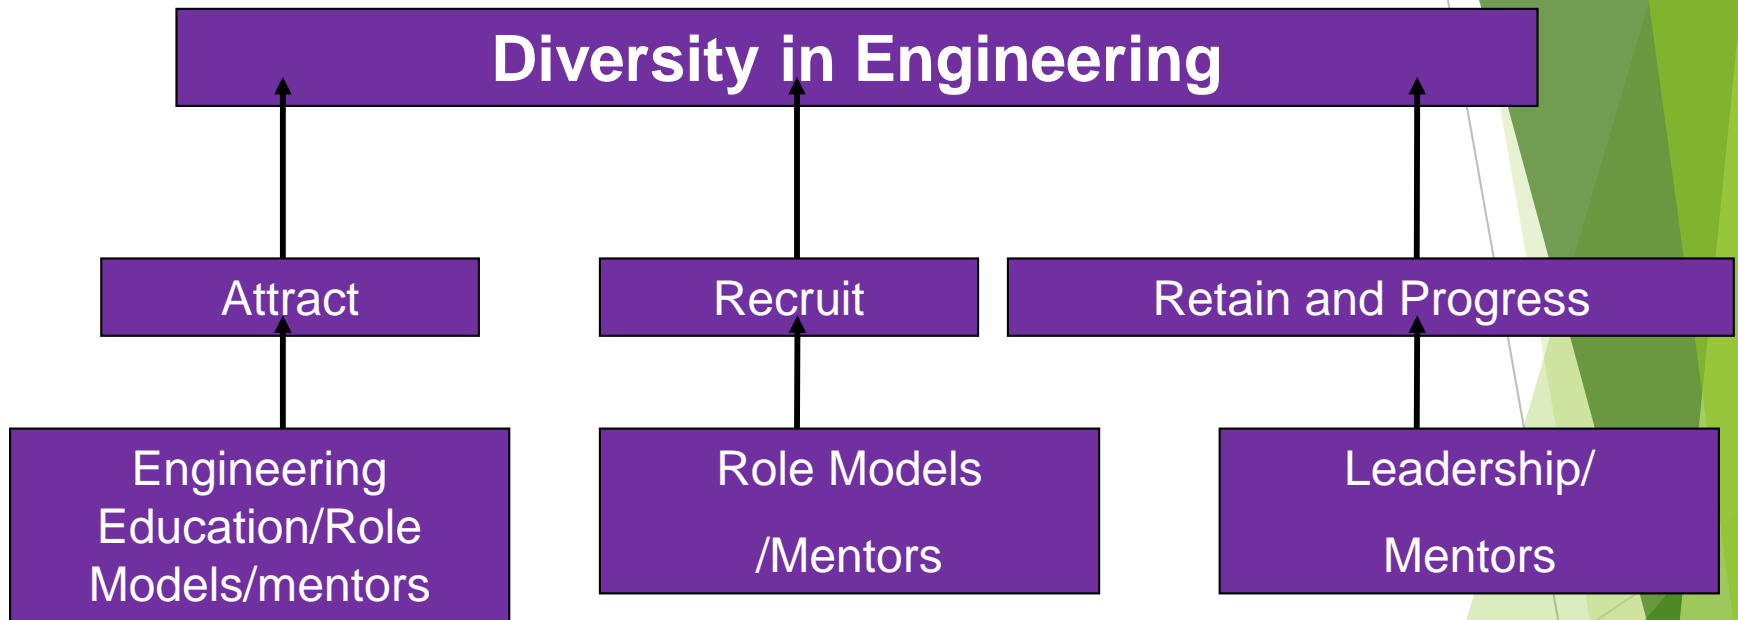 Diversity in Engineering
Attract
Recruit
Retain and Progress
Engineering
Education/Role
Models/mentors
Role Models
/Mentors
Leadership/
Mentors